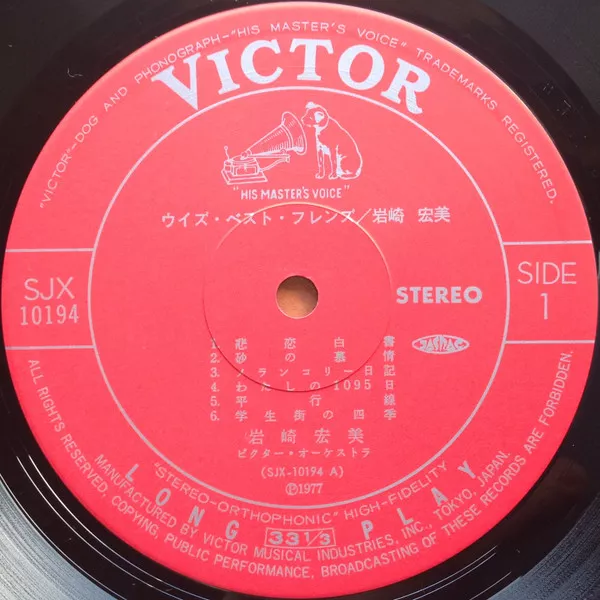 "VICTOR"—DOG AND PHONOGRAPH—"HIS MASTER'S VOICE" TRADEMARKS REGISTERED.
VICTOR
"HIS MASTER'S VOICE"
ウイズ・ベスト・フレンズ/岩崎 宏美
SJX
10194
STEREO
SIDE
1
1. 悲恋白書
2. 砂の慕情
3. メランコリー日記
4. わたしの1095日
5. 平行線
6. 学生街の四季
JASRAC
岩崎宏美
ビクター・オーケストラ
(SJX-10194 A)
Ⓟ1977
"STEREO-ORTHOPHONIC" HIGH-FIDELITY
LONG 33 1/3 PLAY
MANUFACTURED BY VICTOR MUSICAL INDUSTRIES, INC., TOKYO, JAPAN.
ALL RIGHTS RESERVED. COPYING, PUBLIC PERFORMANCE, BROADCASTING OF THESE RECORDS ARE FORBIDDEN.